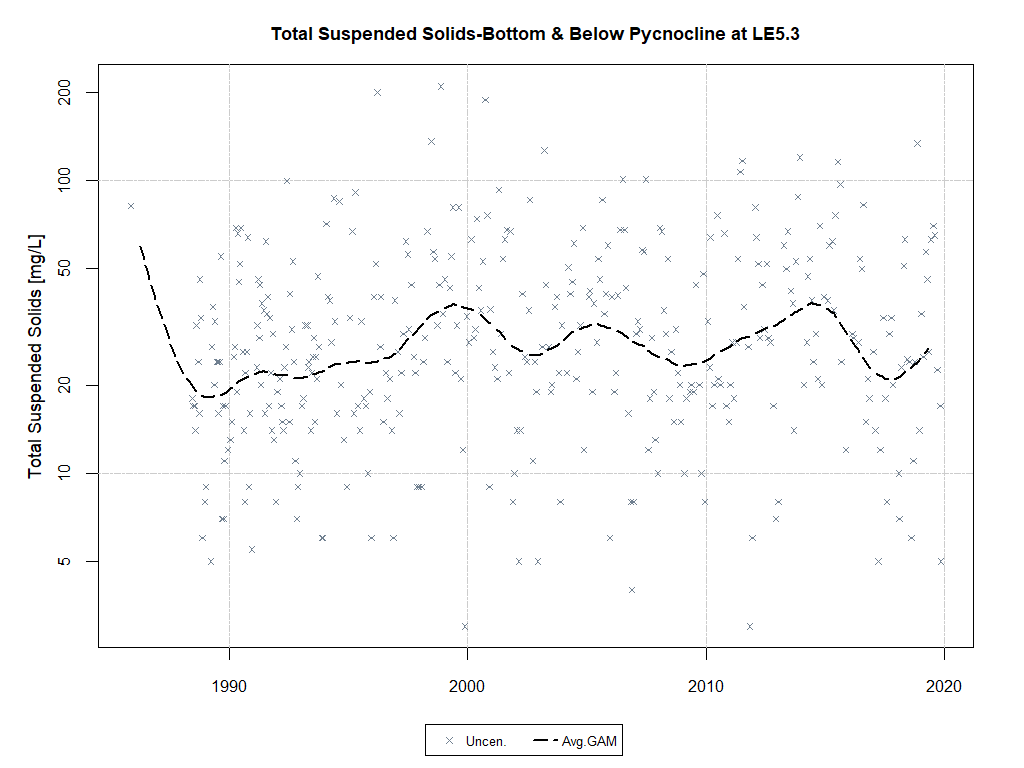 Total Suspended Solids-Bottom & Below Pycnocline at LE5.3
Total Suspended Solids [mg/L]
200
100
50
20
10
5
1990 2000 2010 2020
Uncen. Avg.GAM